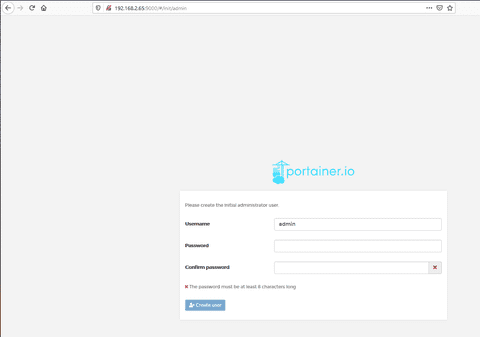 192.168.2.65:9000/#/init/admin
portainer.io
Please create the initial administrator user.
Username
admin
Password
Confirm password
✖ The password must be at least 8 characters long
Create user